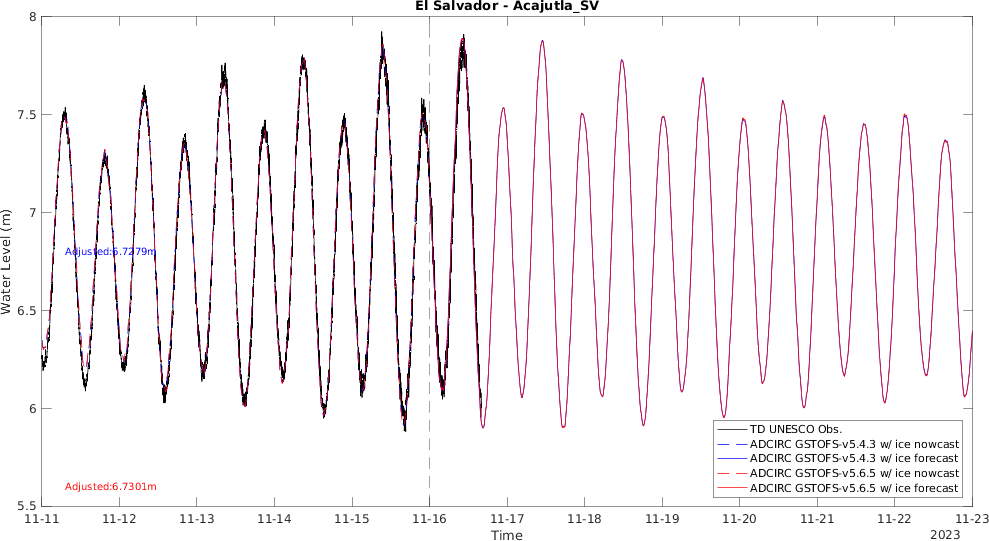 El Salvador - Acajutla_SV
8
7.5
7
6.5
6
5.5
Water Level (m)
Adjusted:6.7279m
Adjusted:6.7301m
TD UNESCO Obs.
ADCIRC GSTOFS-v5.4.3 w/ ice nowcast
ADCIRC GSTOFS-v5.4.3 w/ ice forecast
ADCIRC GSTOFS-v5.6.5 w/ ice nowcast
ADCIRC GSTOFS-v5.6.5 w/ ice forecast
11-11 11-12 11-13 11-14 11-15 11-16 11-17 11-18 11-19 11-20 11-21 11-22 11-23
Time
2023